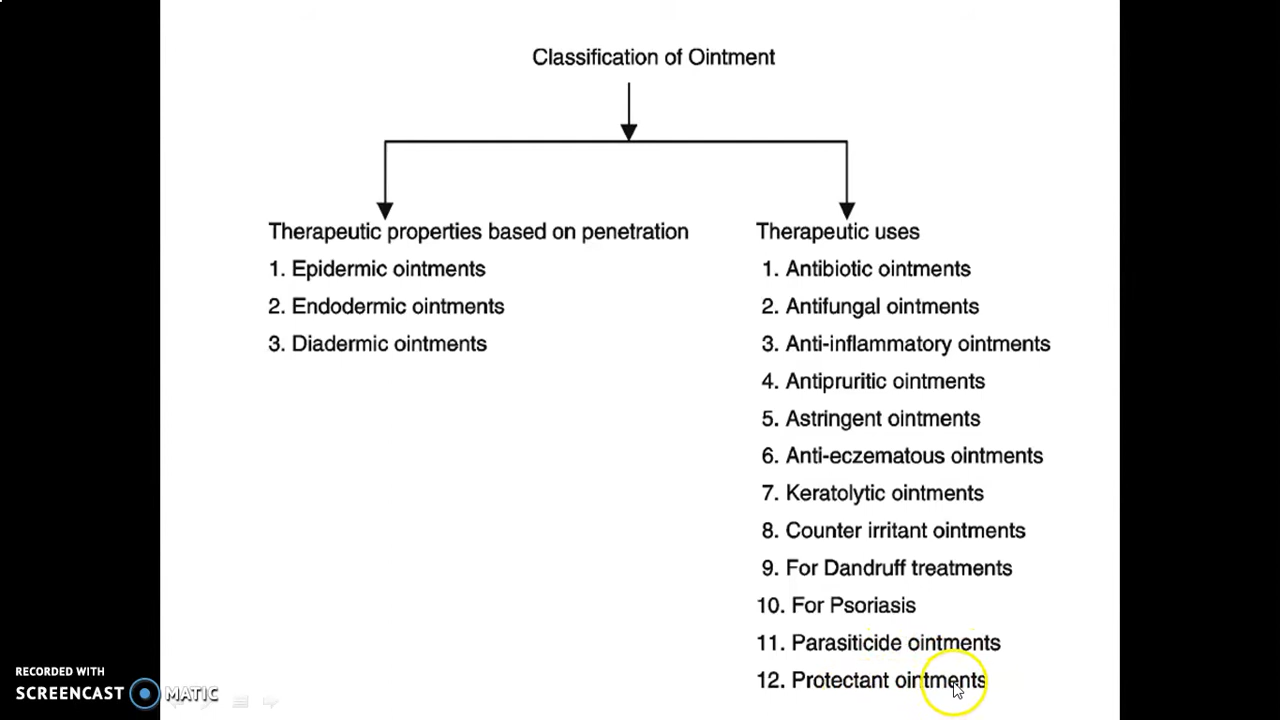 Classification of Ointment
Therapeutic properties based on penetration
1. Epidermic ointments
2. Endodermic ointments
3. Diadermic ointments
Therapeutic uses
1. Antibiotic ointments
2. Antifungal ointments
3. Anti-inflammatory ointments
4. Antipruritic ointments
5. Astringent ointments
6. Anti-eczematous ointments
7. Keratolytic ointments
8. Counter irritant ointments
9. For Dandruff treatments
10. For Psoriasis
11. Parasiticide ointments
12. Protectant ointments
RECORDED WITH
SCREENCAST MATIC